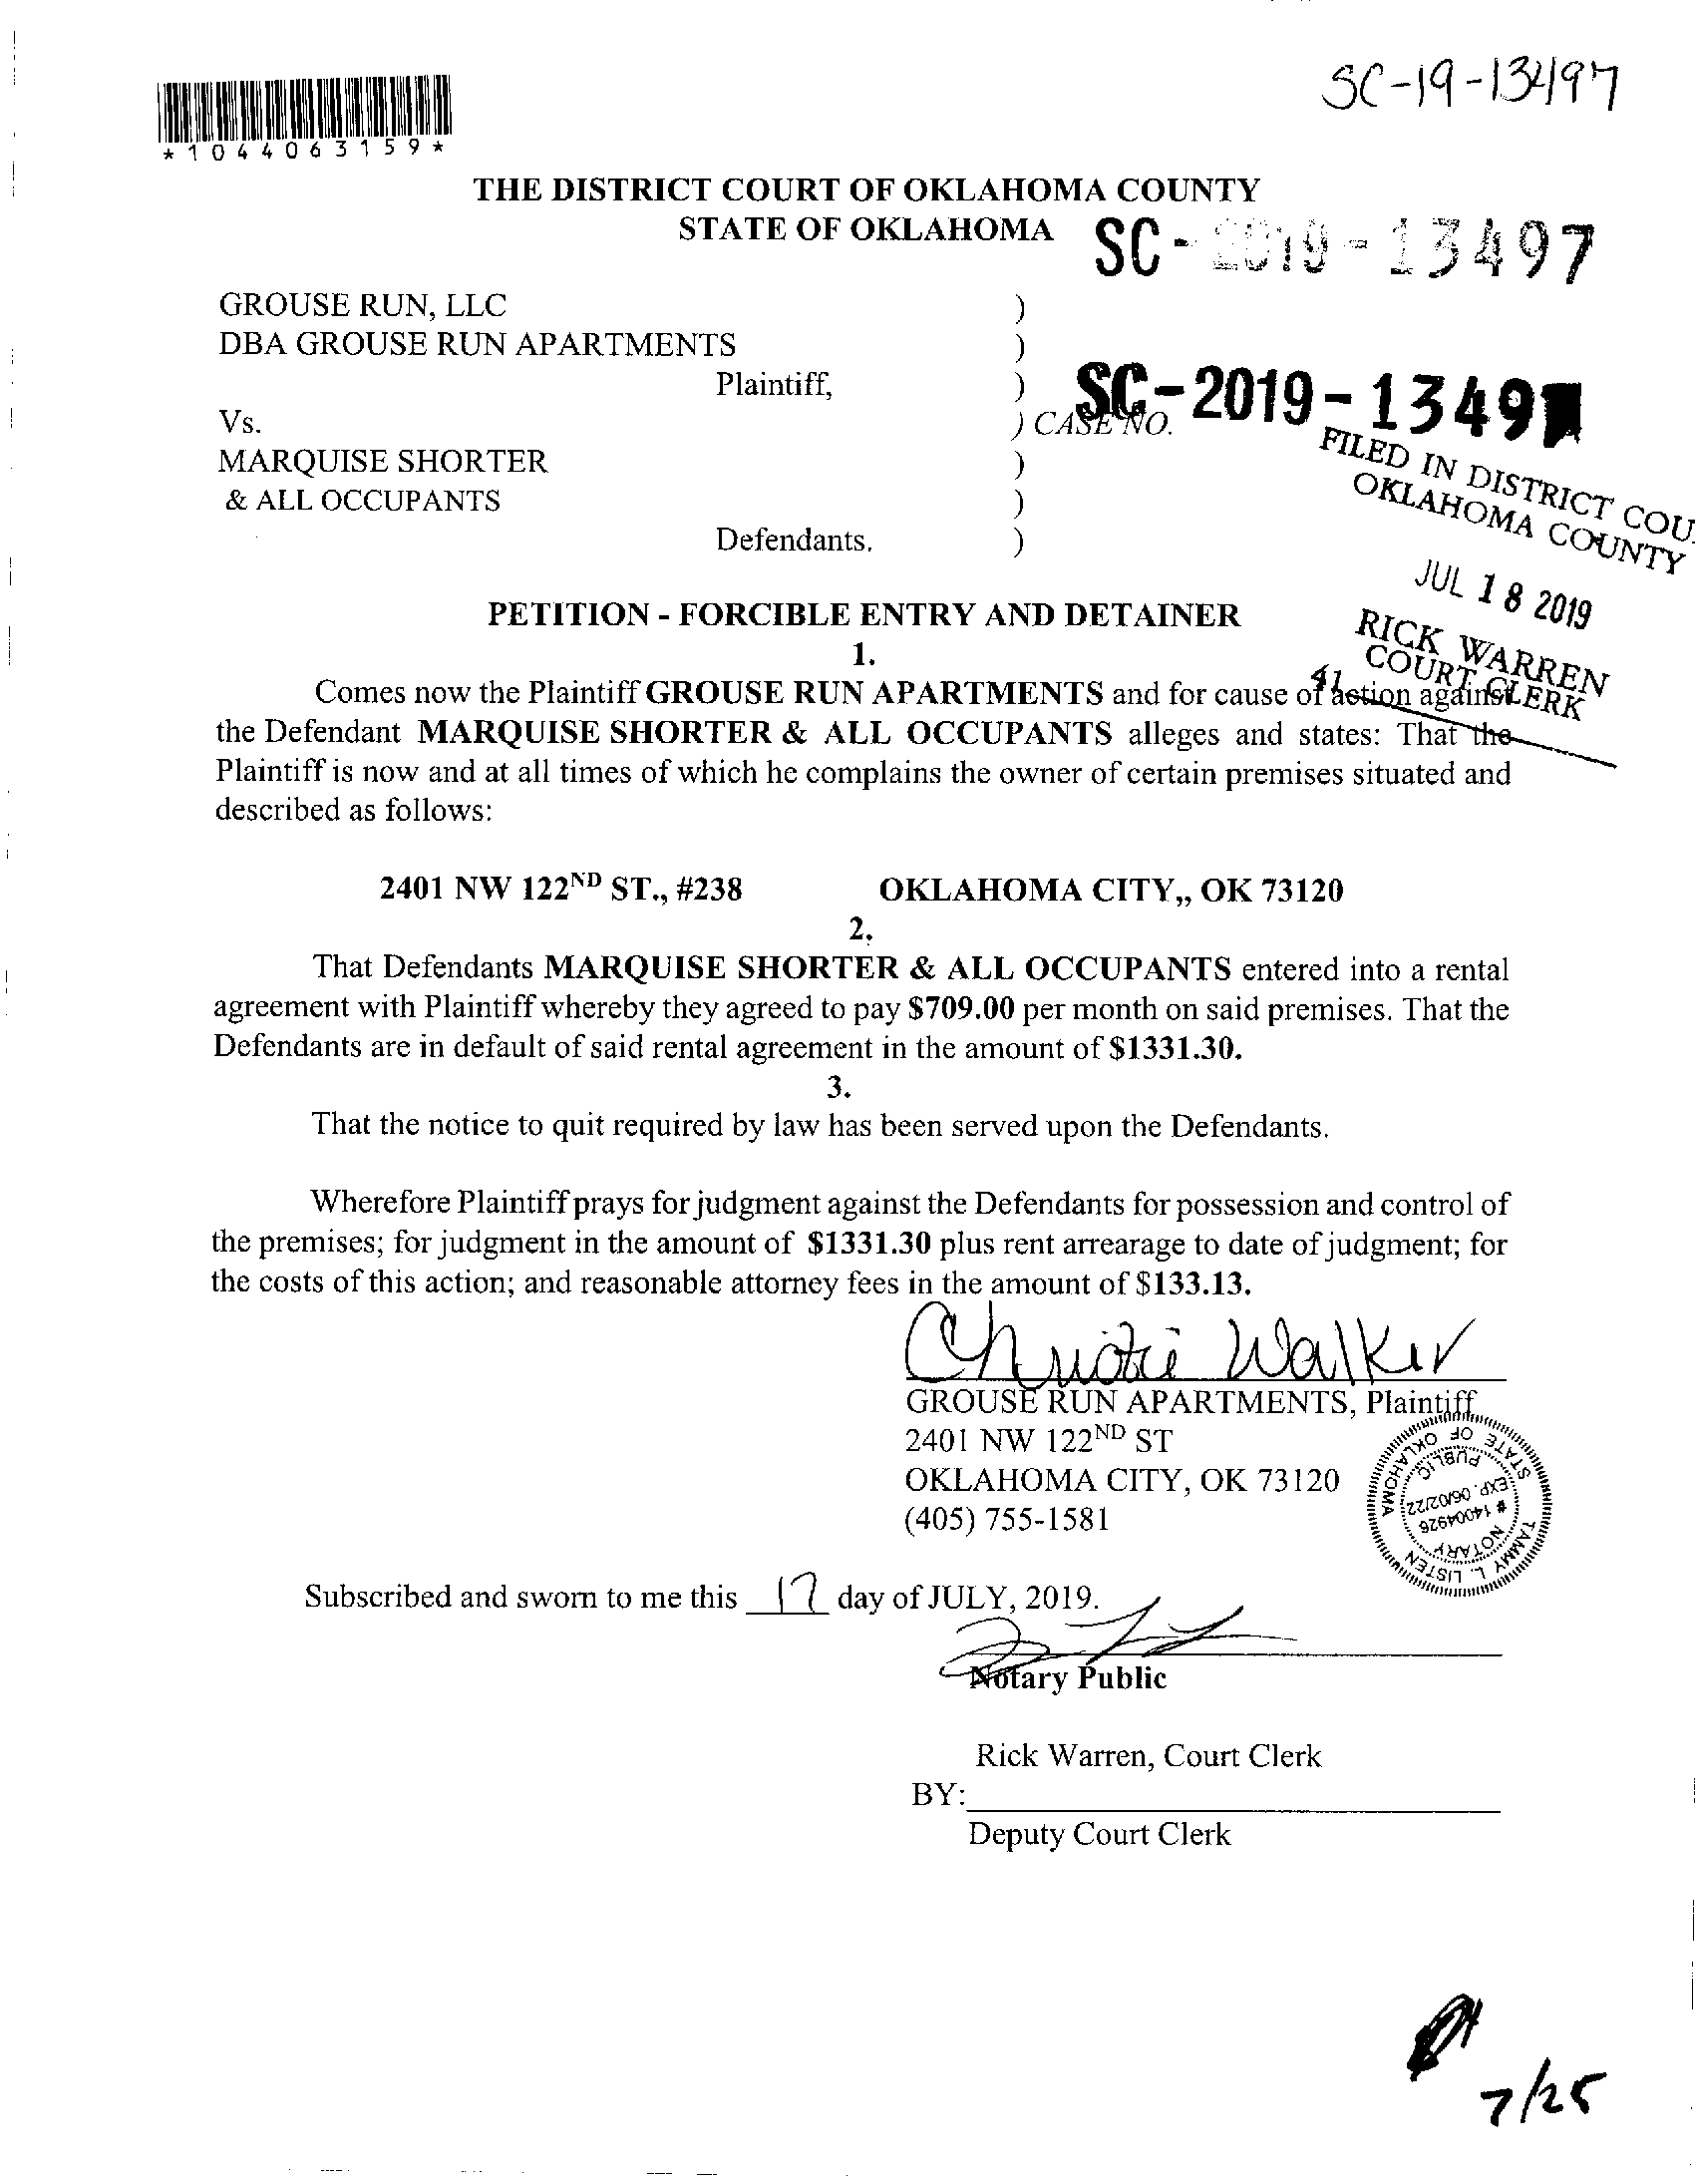 SC-19-13497
*1044063159*
THE DISTRICT COURT OF OKLAHOMA COUNTY
STATE OF OKLAHOMA
SC-2019-13497
GROUSE RUN, LLC )
DBA GROUSE RUN APARTMENTS )
Plaintiff, )
Vs. ) CASE NO. SC-2019-13497
MARQUISE SHORTER )
& ALL OCCUPANTS )
Defendants. )
FILED IN DISTRICT COU
OKLAHOMA COUNTY
JUL 18 2019
RICK WARREN
COURT CLERK
41
PETITION - FORCIBLE ENTRY AND DETAINER
1.
Comes now the Plaintiff GROUSE RUN APARTMENTS and for cause of action against
the Defendant MARQUISE SHORTER & ALL OCCUPANTS alleges and states: That the
Plaintiff is now and at all times of which he complains the owner of certain premises situated and
described as follows:
2401 NW 122ND ST., #238 OKLAHOMA CITY,, OK 73120
2.
That Defendants MARQUISE SHORTER & ALL OCCUPANTS entered into a rental
agreement with Plaintiff whereby they agreed to pay $709.00 per month on said premises. That the
Defendants are in default of said rental agreement in the amount of $1331.30.
3.
That the notice to quit required by law has been served upon the Defendants.
Wherefore Plaintiff prays for judgment against the Defendants for possession and control of
the premises; for judgment in the amount of $1331.30 plus rent arrearage to date of judgment; for
the costs of this action; and reasonable attorney fees in the amount of $133.13.
Christie Walker
GROUSE RUN APARTMENTS, Plaintiff
2401 NW 122ND ST
OKLAHOMA CITY, OK 73120
(405) 755-1581
TAMMY L. LISTEN
NOTARY
# 14004926
EXP. 06/02/22
PUBLIC
STATE OF OKLAHOMA
Subscribed and sworn to me this 17 day of JULY, 2019.
Notary Public
Rick Warren, Court Clerk
BY:
Deputy Court Clerk
7/25